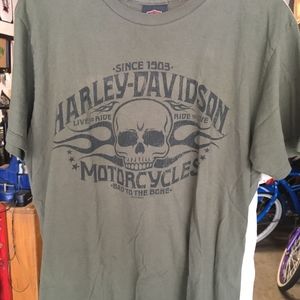 ·SINCE 1903·
HARLEY-DAVIDSON
LIVE TO RIDE RIDE TO LIVE
MOTORCYCLES
·BAD TO THE BONE·